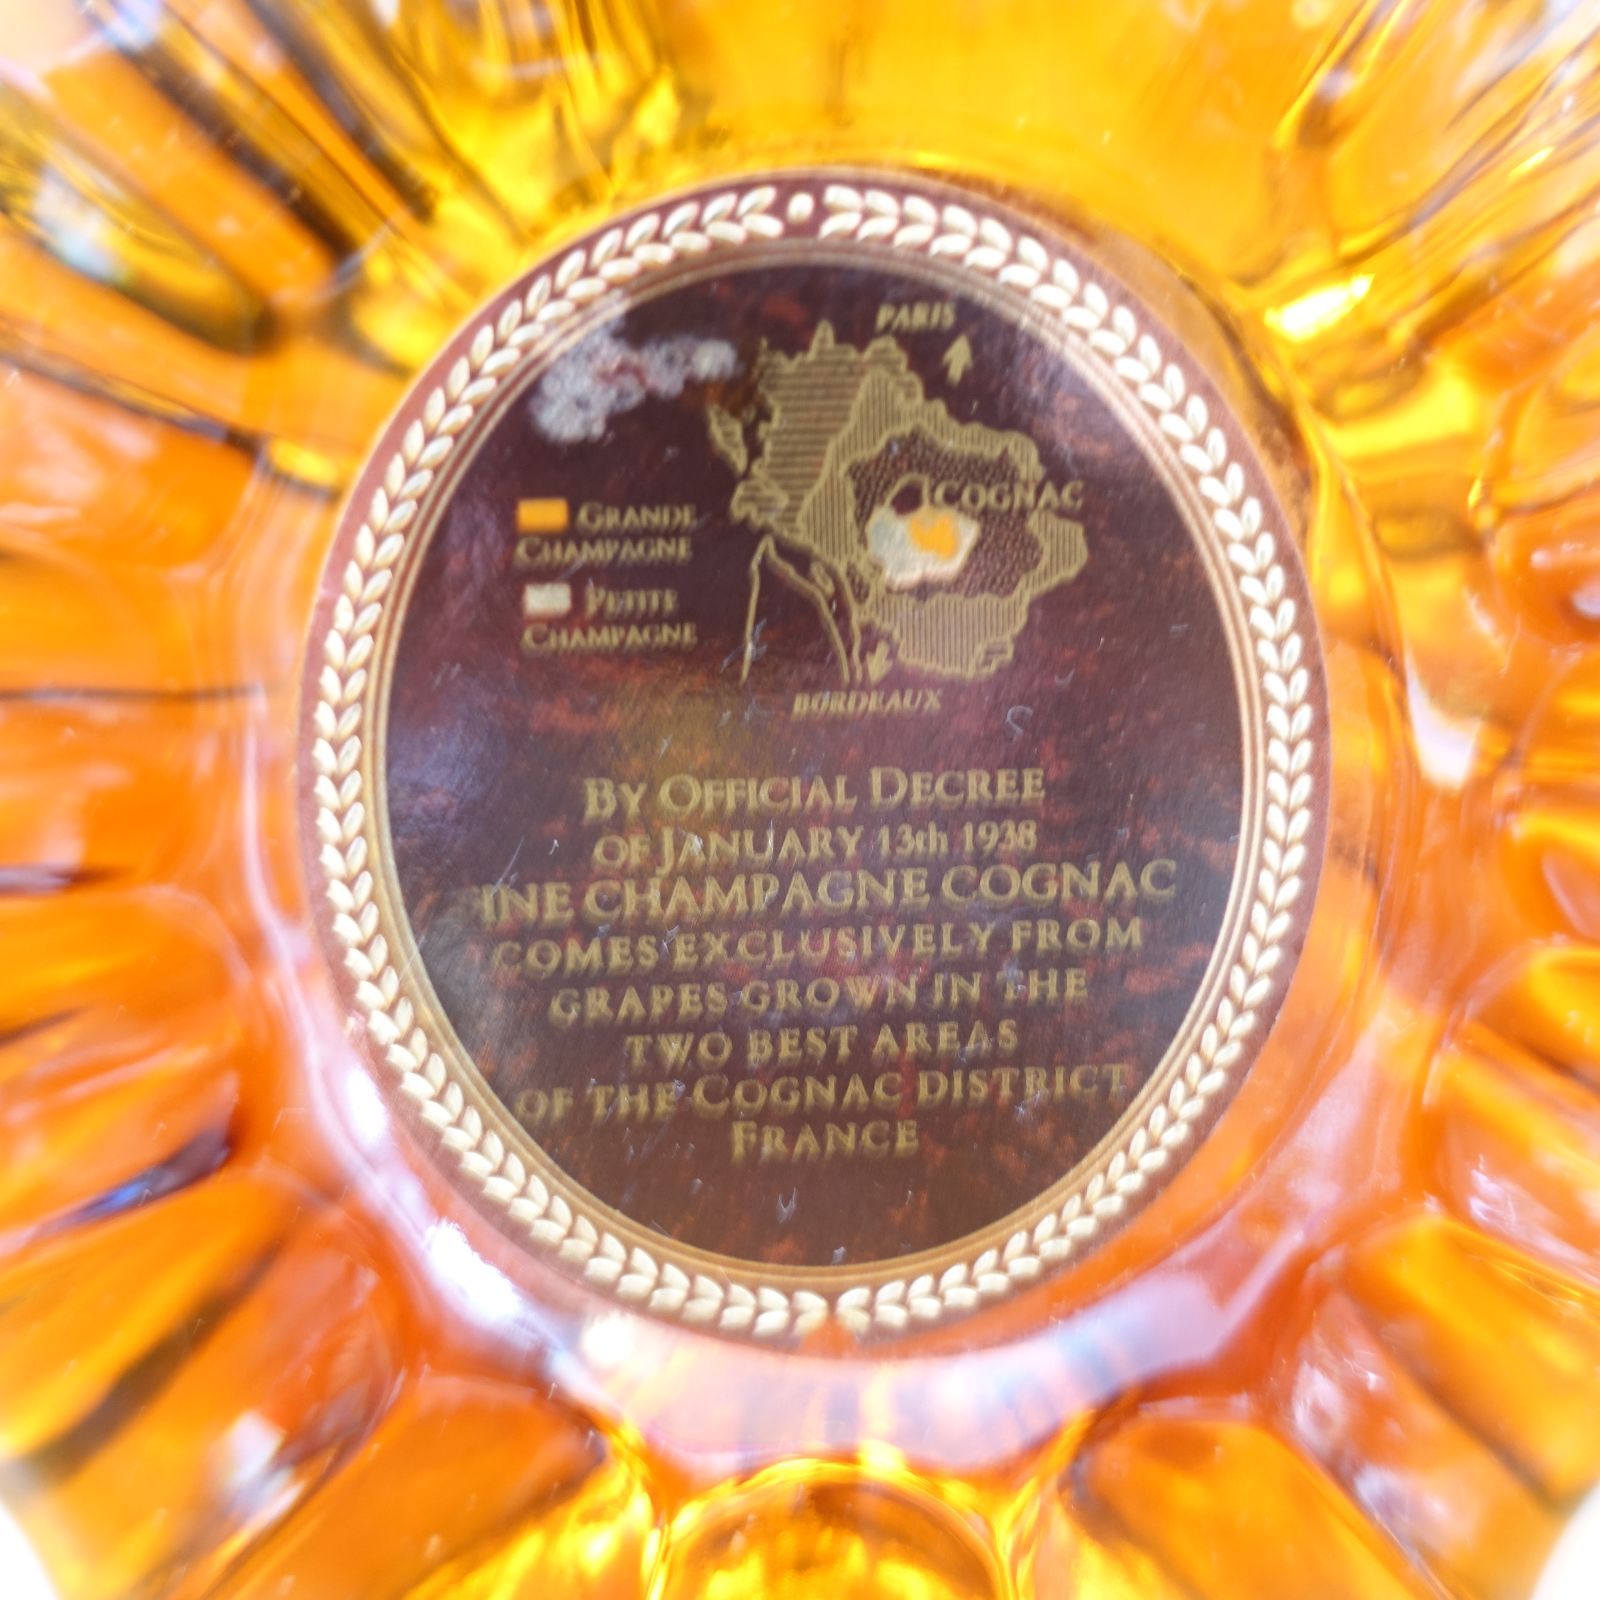 PARIS
COGNAC
GRANDE
CHAMPAGNE
PETITE
CHAMPAGNE
BORDEAUX
BY OFFICIAL DECREE
OF JANUARY 13th 1938
INE CHAMPAGNE COGNAC
COMES EXCLUSIVELY FROM
GRAPES GROWN IN THE
TWO BEST AREAS
OF THE COGNAC DISTRICT
FRANCE